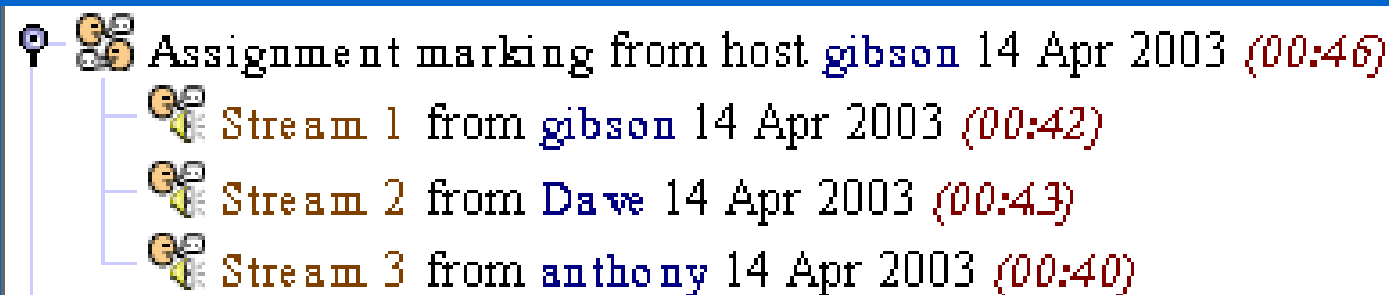 Assignment marking from host gibson 14 Apr 2003 (00:46)
Stream 1 from gibson 14 Apr 2003 (00:42)
Stream 2 from Dave 14 Apr 2003 (00:43)
Stream 3 from anthony 14 Apr 2003 (00:40)